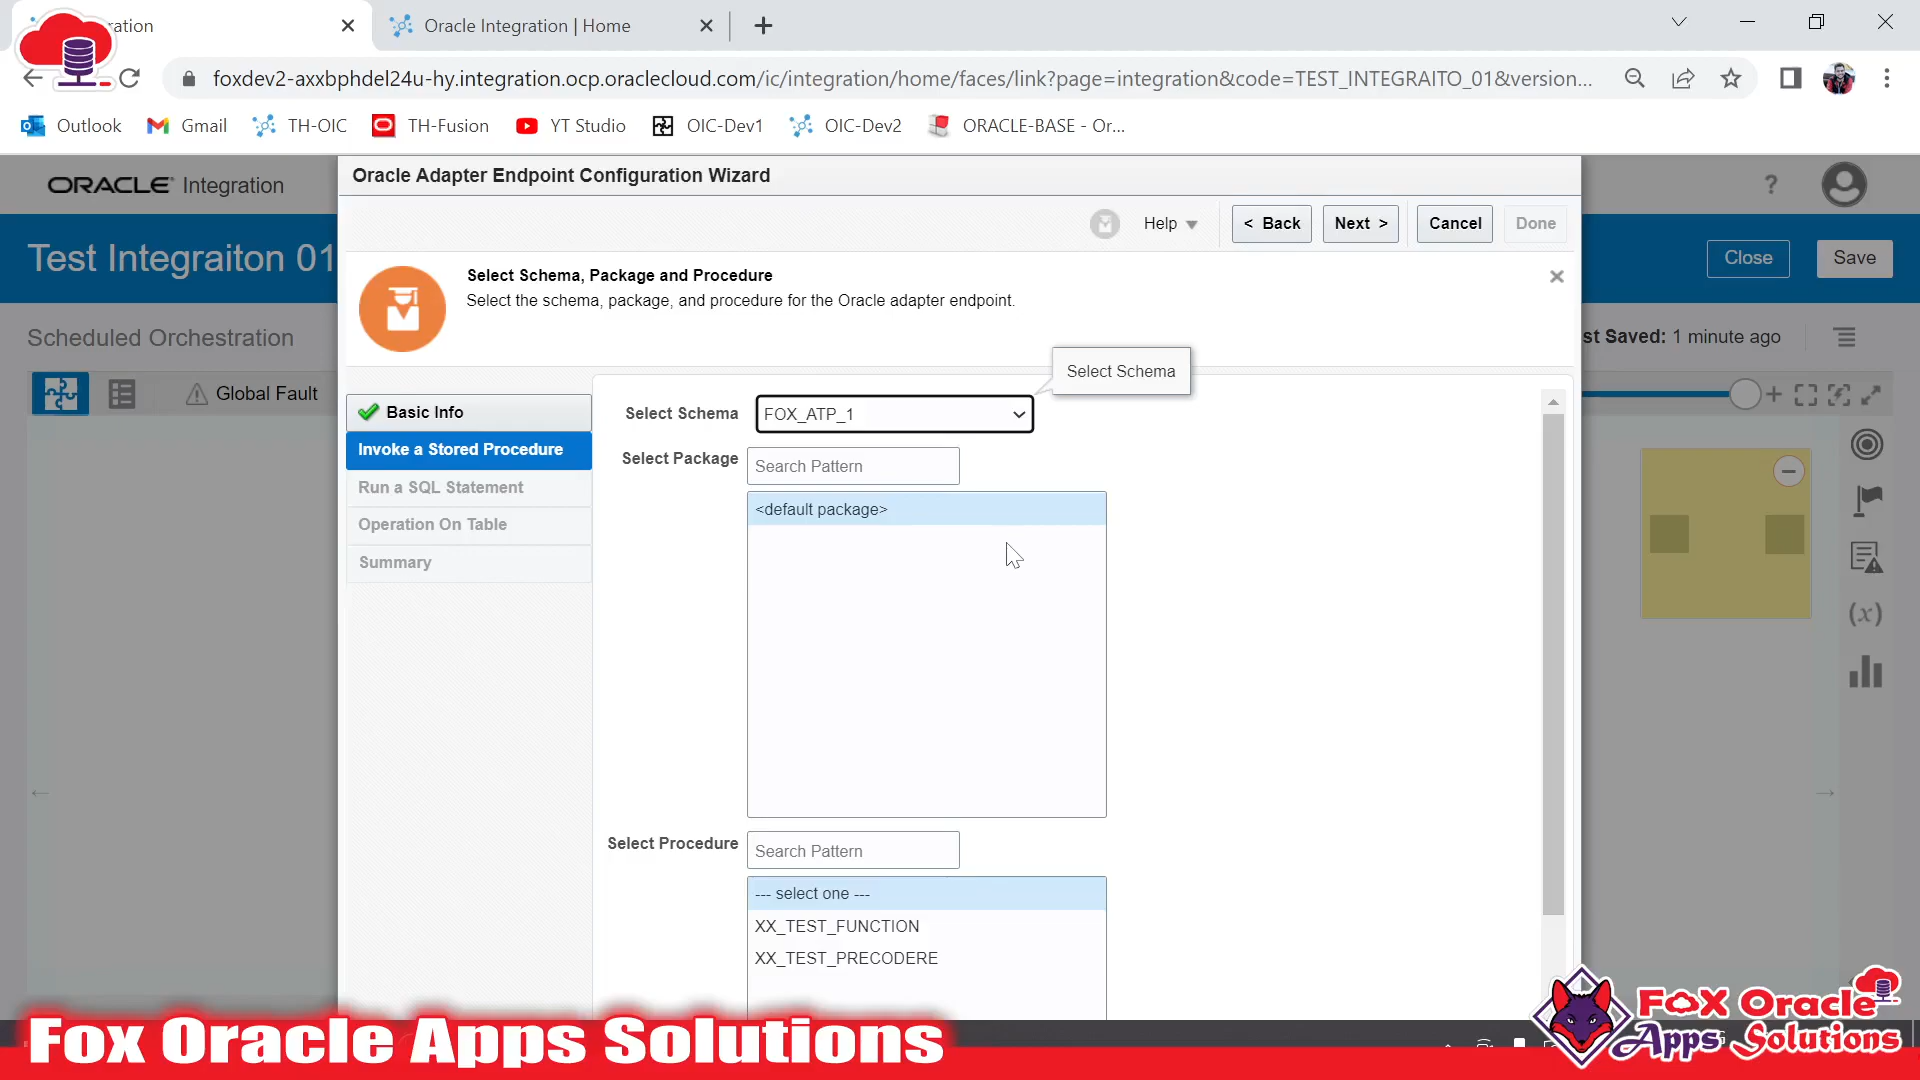 ration
Oracle Integration | Home
foxdev2-axxbphdel24u-hy.integration.ocp.oraclecloud.com/ic/integration/home/faces/link?page=integration&code=TEST_INTEGRAITO_01&version...
Outlook Gmail TH-OIC TH-Fusion YT Studio OIC-Dev1 OIC-Dev2 ORACLE-BASE - Or...
ORACLE Integration
Oracle Adapter Endpoint Configuration Wizard
?
Help
< Back
Next >
Cancel
Done
Test Integraiton 01
Close
Save
Select Schema, Package and Procedure
Select the schema, package, and procedure for the Oracle adapter endpoint.
Scheduled Orchestration
st Saved: 1 minute ago
Global Fault
Select Schema
Basic Info
Invoke a Stored Procedure
Run a SQL Statement
Operation On Table
Summary
Select Schema FOX_ATP_1
Select Package Search Pattern
<default package>
(x)
Select Procedure Search Pattern
--- select one ---
XX_TEST_FUNCTION
XX_TEST_PRECODERE
Fox Oracle Apps Solutions
Fox Oracle
Apps Solutions